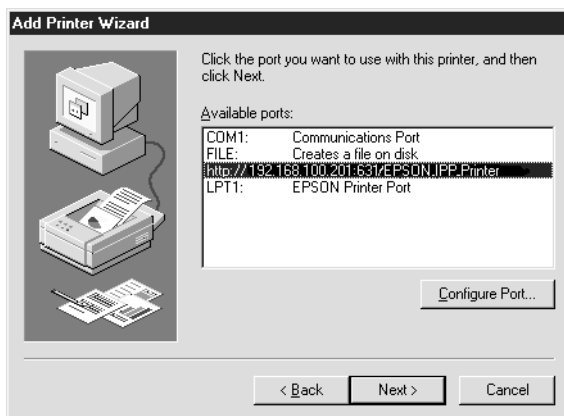 Add Printer Wizard
Click the port you want to use with this printer, and then
click Next.
Available ports:
COM1: Communications Port
FILE: Creates a file on disk
http://192.168.100.201:631/EPSON_IPP_Printer
LPT1: EPSON Printer Port
Configure Port...
< Back
Next >
Cancel